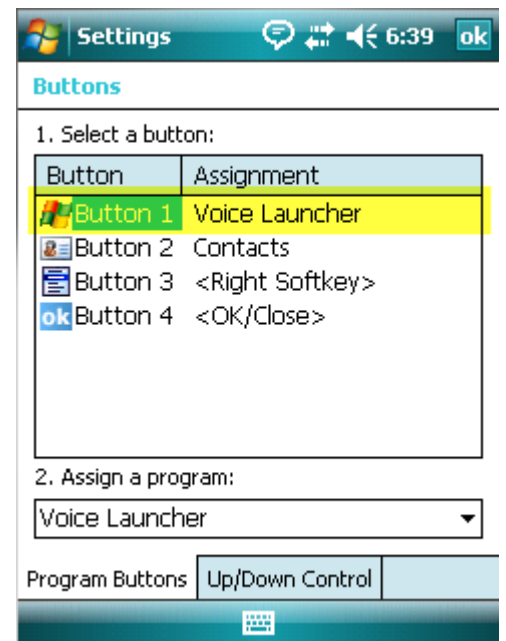 Settings 6:39 ok
Buttons
1. Select a button:
Button Assignment
Button 1 Voice Launcher
Button 2 Contacts
Button 3 <Right Softkey>
ok Button 4 <OK/Close>
2. Assign a program:
Voice Launcher
Program Buttons Up/Down Control